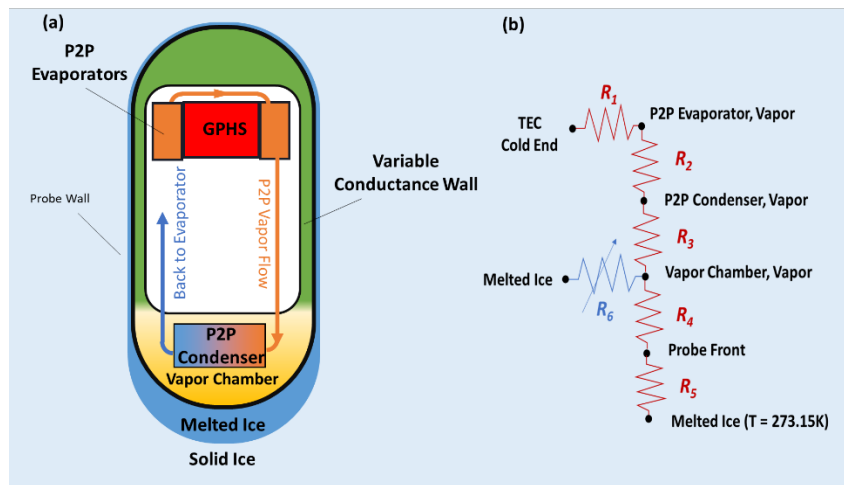 (a)
P2P
Evaporators
GPHS
Variable
Conductance Wall
Probe Wall
Back to Evaporator
P2P Vapor Flow
P2P
Condenser
Vapor Chamber
Melted Ice
Solid Ice
(b)
R1
TEC
Cold End
P2P Evaporator, Vapor
R2
P2P Condenser, Vapor
R3
Melted Ice
Vapor Chamber, Vapor
R6
R4
Probe Front
R5
Melted Ice (T = 273.15K)